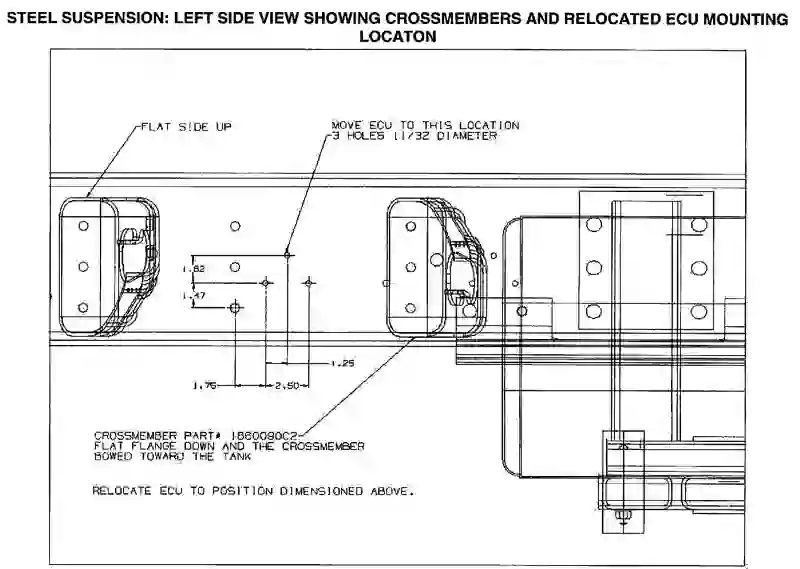 STEEL SUSPENSION: LEFT SIDE VIEW SHOWING CROSSMEMBERS AND RELOCATED ECU MOUNTING
LOCATON
FLAT SIDE UP
MOVE ECU TO THIS LOCATION
3 HOLES 11/32 DIAMETER
1.82
1.47
1.25
1.75
2.50
CROSSMEMBER PART# 1860090C2
FLAT FLANGE DOWN AND THE CROSSMEMBER
BOWED TOWARD THE TANK
RELOCATE ECU TO POSITION DIMENSIONED ABOVE.